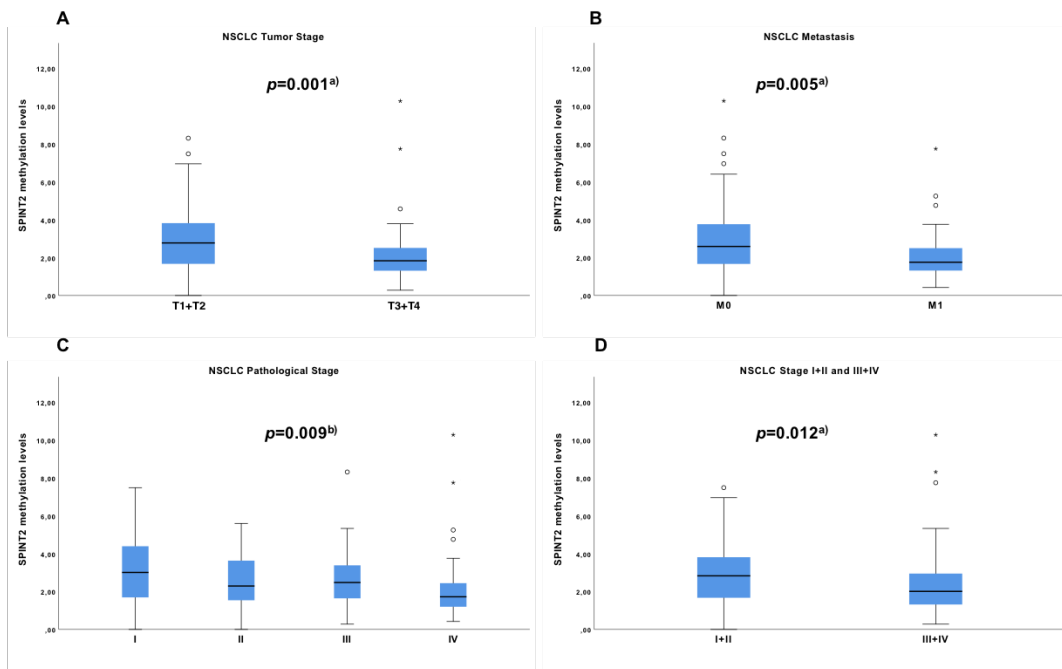 A
NSCLC Tumor Stage
p=0.001a)
SPINT2 methylation levels
12,00
10,00
8,00
6,00
4,00
2,00
,00
T1+T2
T3+T4
B
NSCLC Metastasis
p=0.005a)
SPINT2 methylation levels
12,00
10,00
8,00
6,00
4,00
2,00
,00
M0
M1
C
NSCLC Pathological Stage
p=0.009b)
SPINT2 methylation levels
12,00
10,00
8,00
6,00
4,00
2,00
,00
I
II
III
IV
D
NSCLC Stage I+II and III+IV
p=0.012a)
SPINT2 methylation levels
12,00
10,00
8,00
6,00
4,00
2,00
,00
I+II
III+IV